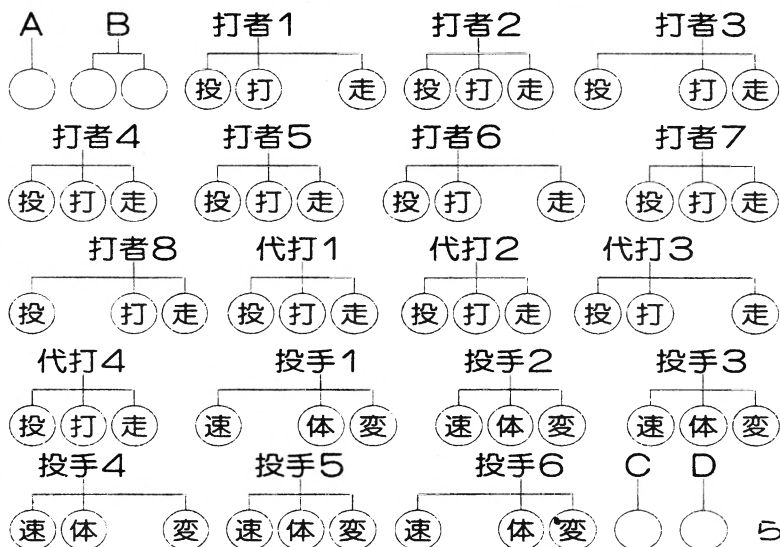 A B 打者1 打者2 打者3
投 打 走 投 打 走 投 打 走
打者4 打者5 打者6 打者7
投 打 走 投 打 走 投 打 走 投 打 走
打者8 代打1 代打2 代打3
投 打 走 投 打 走 投 打 走 投 打 走
代打4 投手1 投手2 投手3
投 打 走 速 体 変 速 体 変 速 体 変
投手4 投手5 投手6 C D
速 体 変 速 体 変 速 体 変 ら